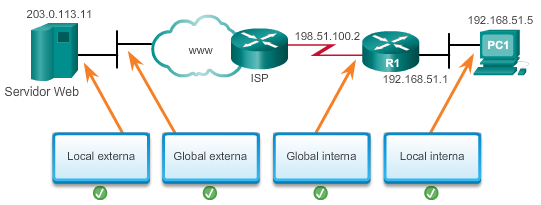 203.0.113.11
192.168.51.5
198.51.100.2
www
PC1
R1
ISP
192.168.51.1
Servidor Web
Local externa
Global externa
Global interna
Local interna